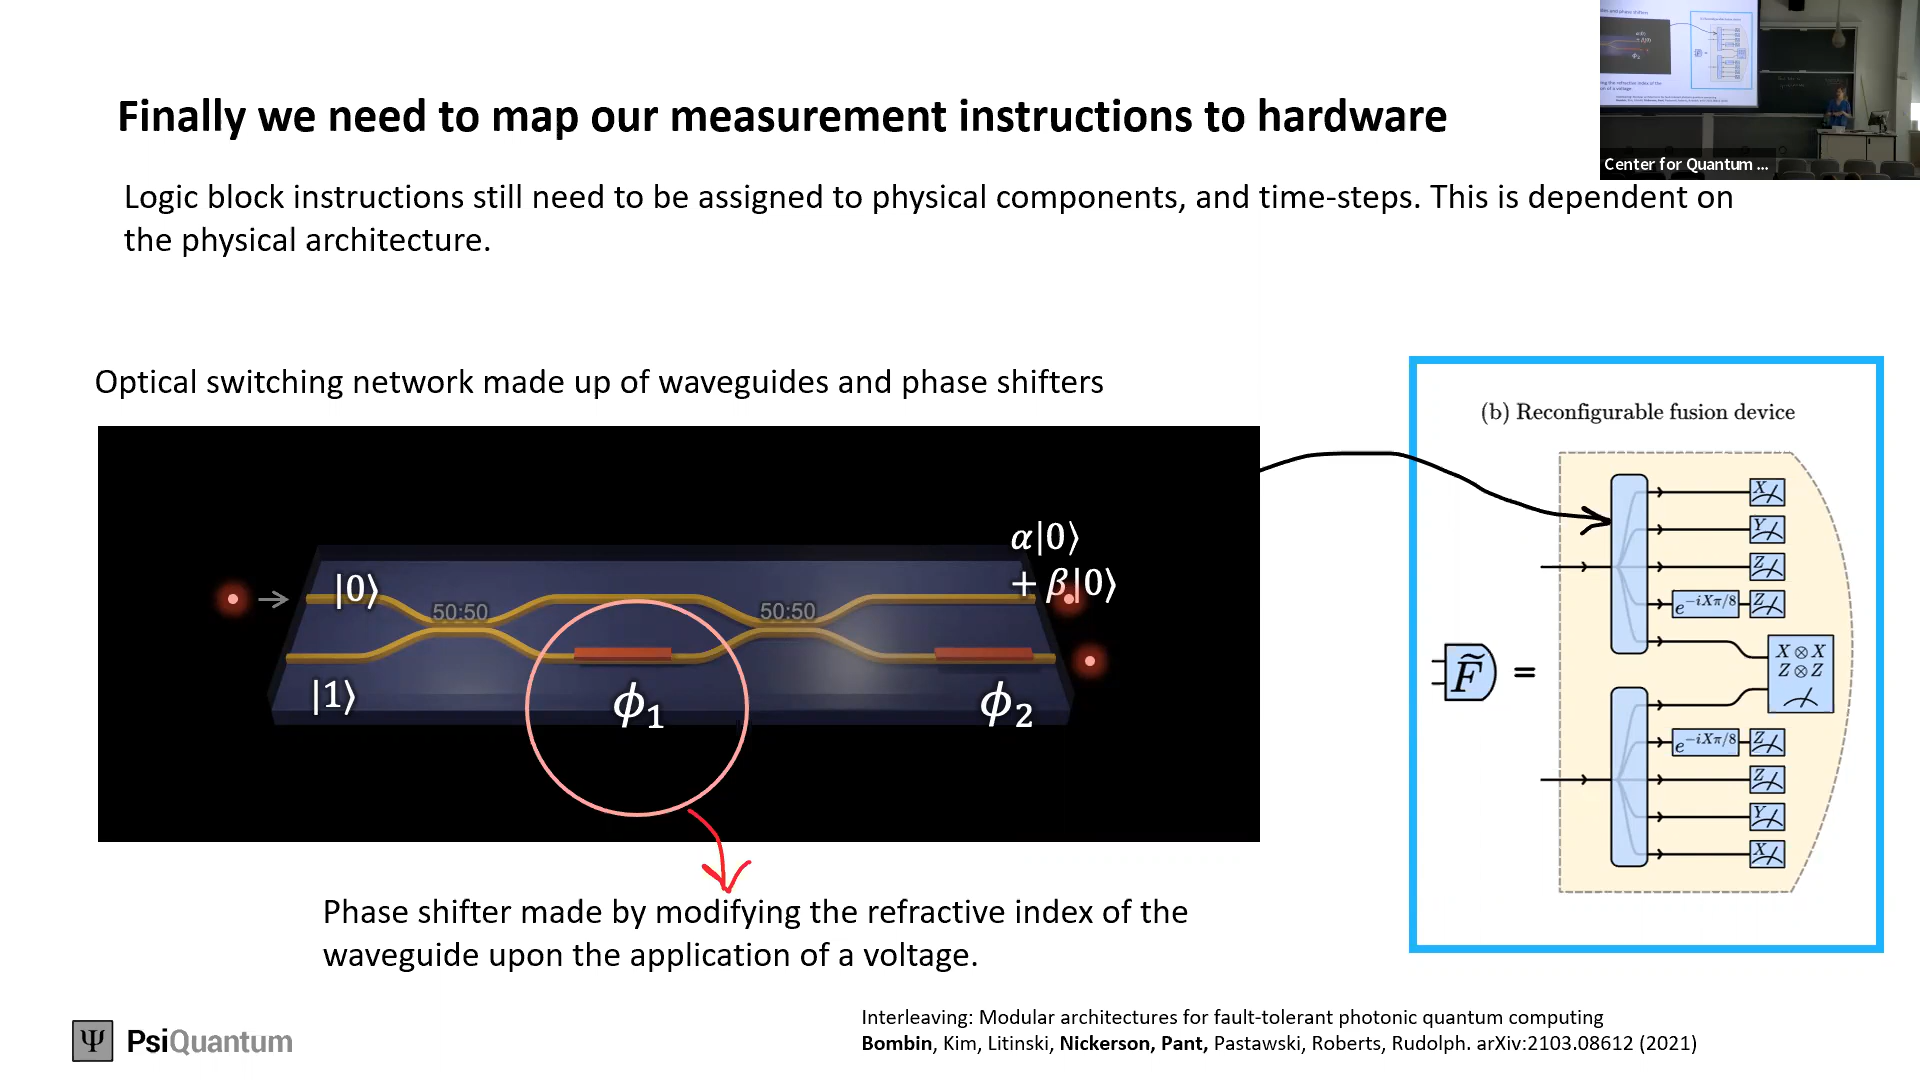 Finally we need to map our measurement instructions to hardware
Center for Quantum ...
Logic block instructions still need to be assigned to physical components, and time-steps. This is dependent on
the physical architecture.
Optical switching network made up of waveguides and phase shifters
(b) Reconfigurable fusion device
α|0⟩
+ β|0⟩
|0⟩
50:50
50:50
|1⟩
ϕ1
ϕ2
X
Y
Z
e^{-iXπ/8} Z
X ⊗ X
Z ⊗ Z
F̃ =
e^{-iXπ/8} Z
Z
Y
X
Phase shifter made by modifying the refractive index of the
waveguide upon the application of a voltage.
Ψ PsiQuantum
Interleaving: Modular architectures for fault-tolerant photonic quantum computing
Bombin, Kim, Litinski, Nickerson, Pant, Pastawski, Roberts, Rudolph. arXiv:2103.08612 (2021)